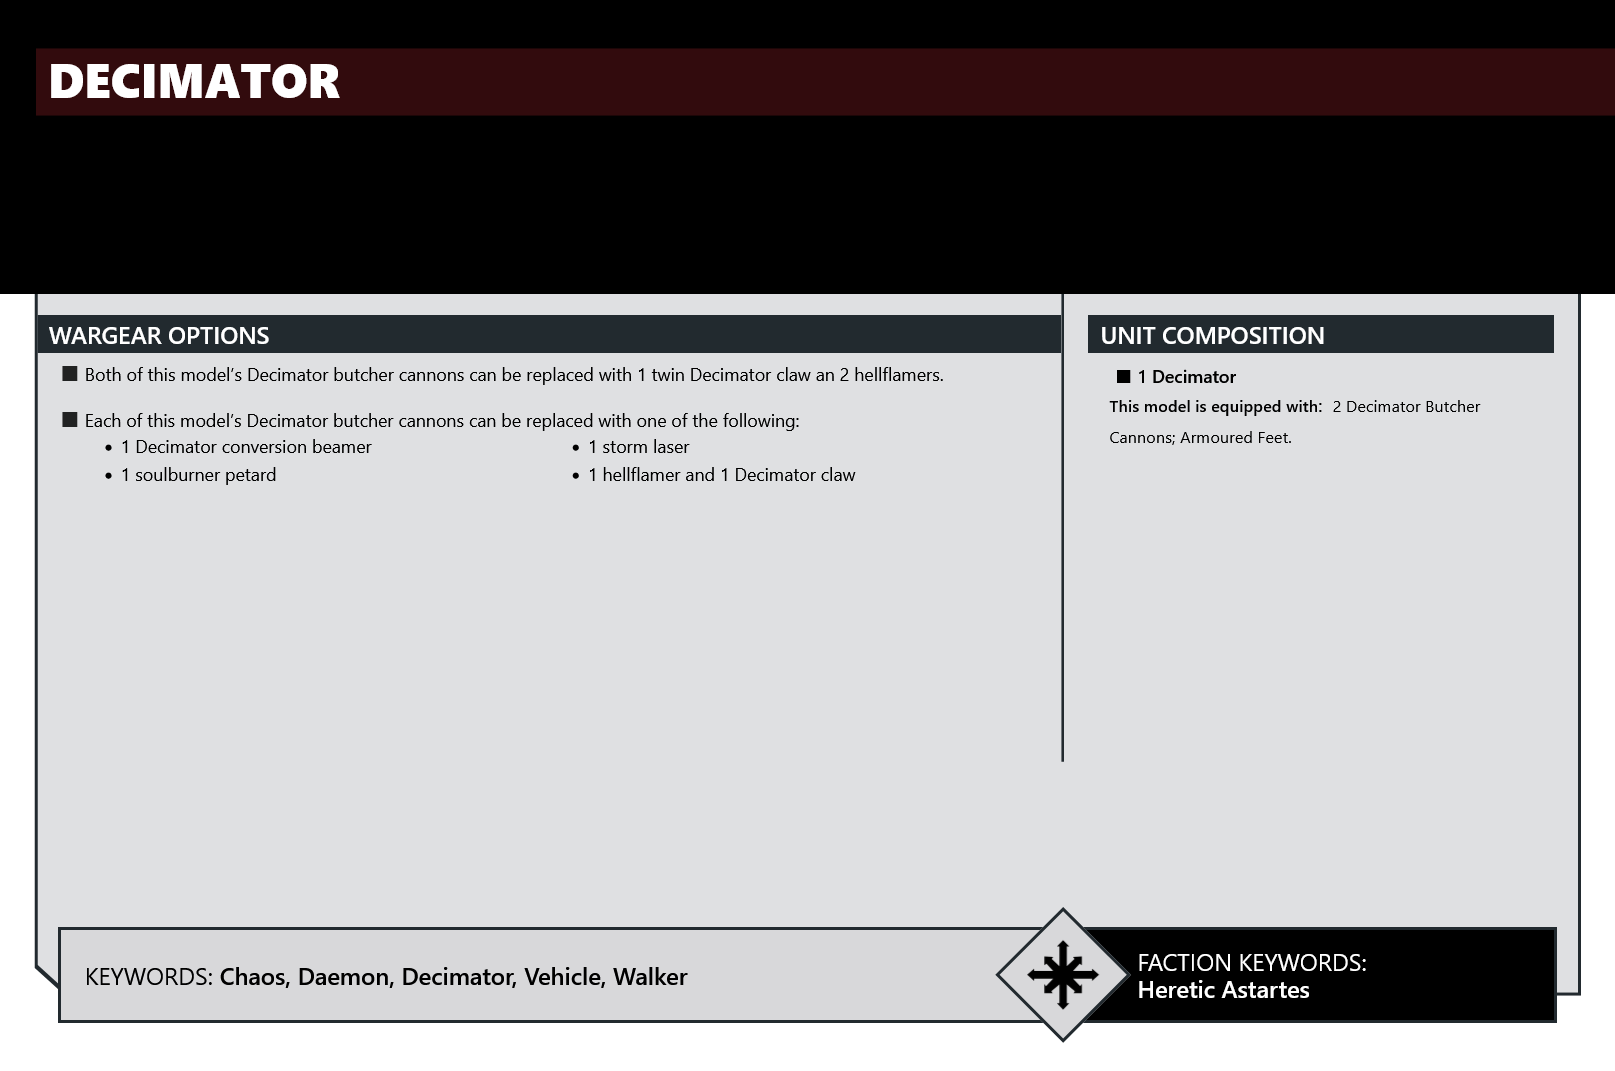 DECIMATOR
WARGEAR OPTIONS
■ Both of this model’s Decimator butcher cannons can be replaced with 1 twin Decimator claw an 2 hellflamers.
■ Each of this model’s Decimator butcher cannons can be replaced with one of the following:
• 1 Decimator conversion beamer
• 1 soulburner petard
• 1 storm laser
• 1 hellflamer and 1 Decimator claw
UNIT COMPOSITION
■ 1 Decimator
This model is equipped with: 2 Decimator Butcher
Cannons; Armoured Feet.
KEYWORDS: Chaos, Daemon, Decimator, Vehicle, Walker
FACTION KEYWORDS:
Heretic Astartes